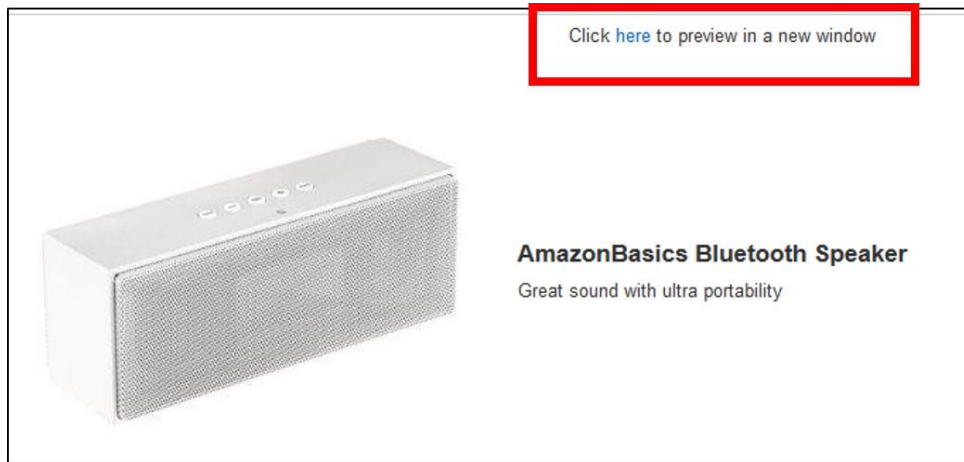 Click here to preview in a new window
AmazonBasics Bluetooth Speaker
Great sound with ultra portability